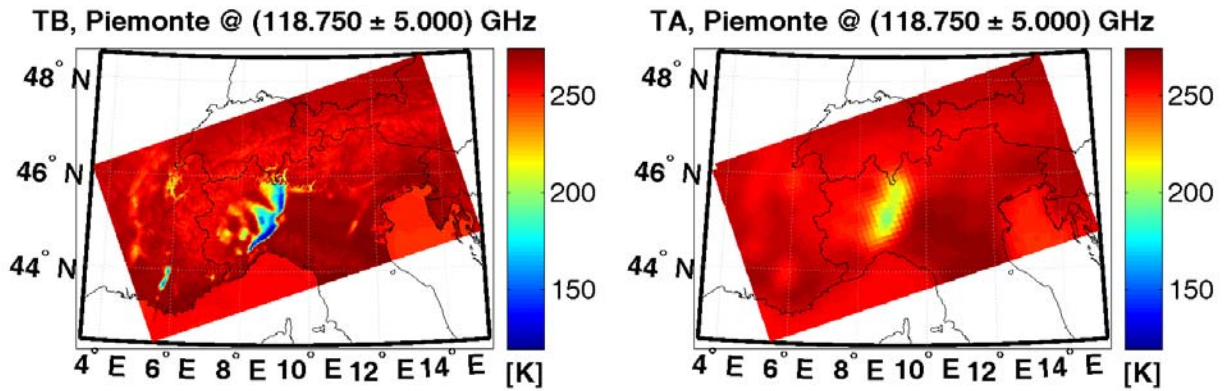 TB, Piemonte @ (118.750 ± 5.000) GHz
48° N
46° N
44° N
4° E 6° E 8° E 10° E 12° E 14° E
250
200
150
[K]
TA, Piemonte @ (118.750 ± 5.000) GHz
48° N
46° N
44° N
4° E 6° E 8° E 10° E 12° E 14° E
250
200
150
[K]